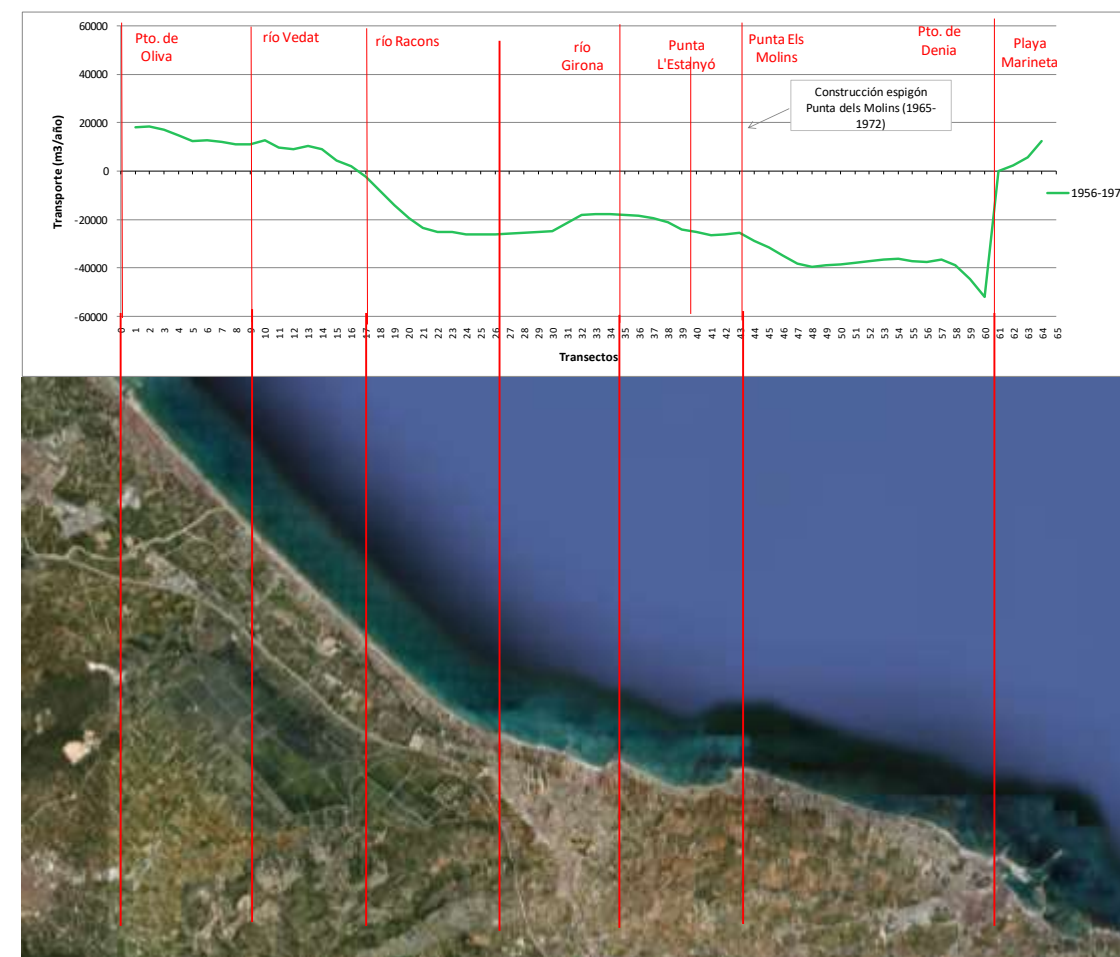 60000
40000
20000
0
-20000
-40000
-60000
Transporte (m3/año)
Pto. de
Oliva
río Vedat
río Racons
río
Girona
Punta
L'Estanyó
Punta Els
Molins
Pto. de
Denia
Playa
Marineta
Construcción espigón
Punta dels Molins (1965-
1972)
1956-197
0 1 2 3 4 5 6 7 8 9 10 11 12 13 14 15 16 17 18 19 20 21 22 23 24 25 26 27 28 29 30 31 32 33 34 35 36 37 38 39 40 41 42 43 44 45 46 47 48 49 50 51 52 53 54 55 56 57 58 59 60 61 62 63 64 65
Transectos